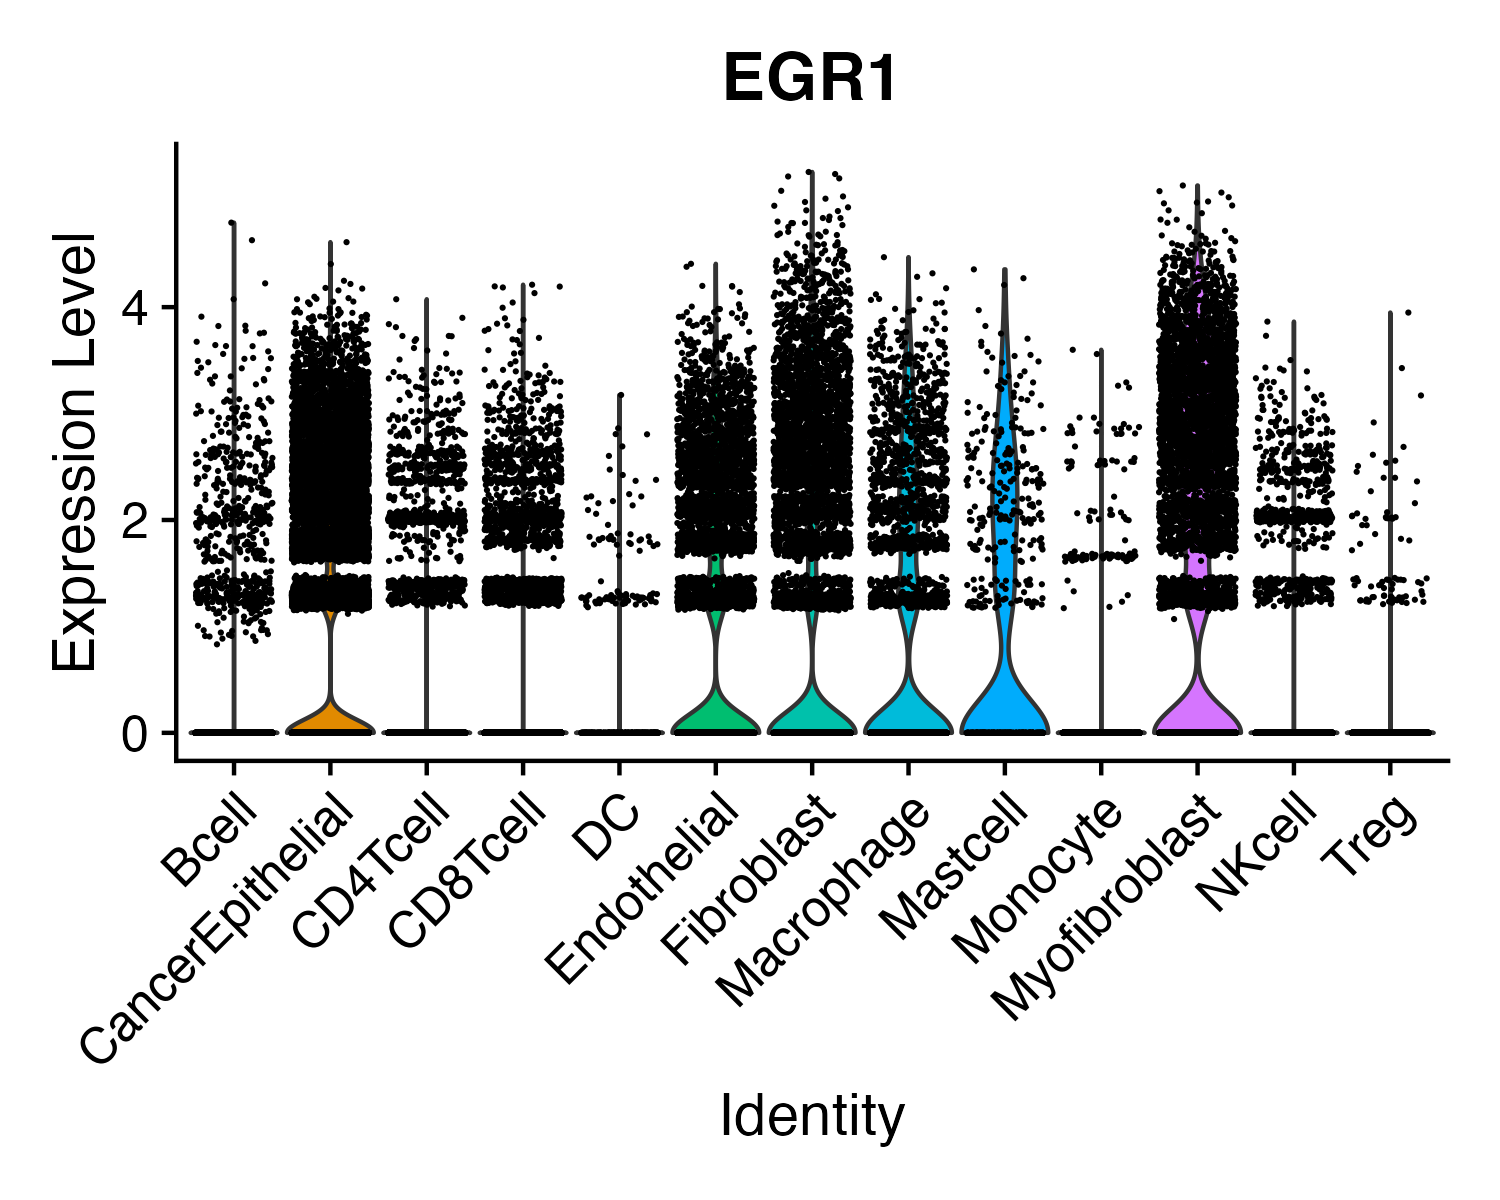 EGR1
Expression Level
4
2
0
Bcell
CancerEpithelial
CD4Tcell
CD8Tcell
DC
Endothelial
Fibroblast
Macrophage
Mastcell
Monocyte
Myofibroblast
NKcell
Treg
Identity